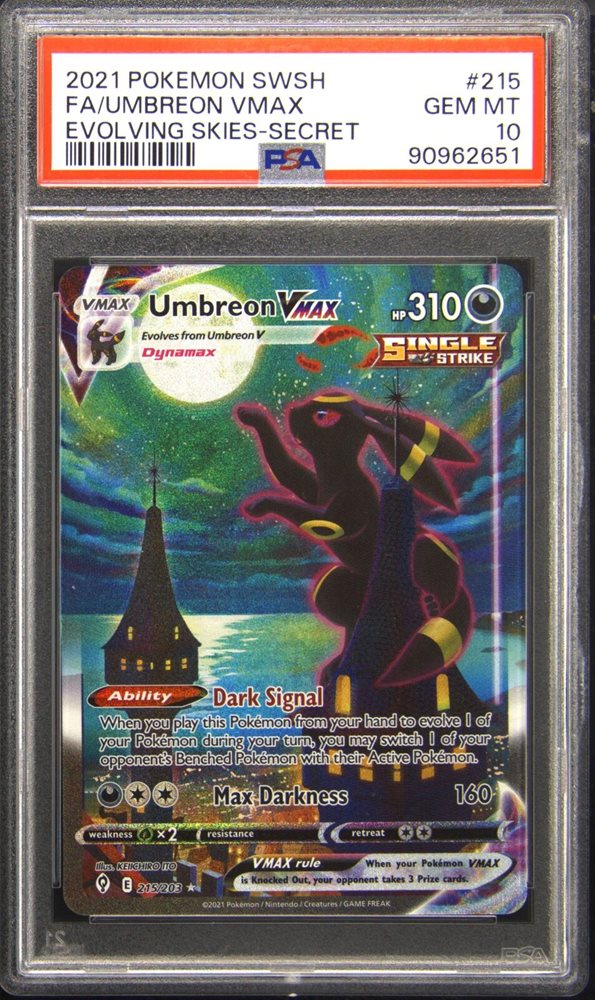 2021 POKEMON SWSH #215
FA/UMBREON VMAX GEM MT
EVOLVING SKIES-SECRET 10
PSA 90962651
VMAX Umbreon VMAX HP 310
Evolves from Umbreon V
Dynamax
SINGLE
STRIKE
Ability Dark Signal
When you play this Pokémon from your hand to evolve 1 of
your Pokémon during your turn, you may switch 1 of your
opponent's Benched Pokémon with their Active Pokémon.
Max Darkness 160
weakness ×2 resistance retreat
Illus. KEIICHIRO ITO
VMAX rule When your Pokémon VMAX
is Knocked Out, your opponent takes 3 Prize cards.
E 215/203 ★
©2021 Pokémon / Nintendo / Creatures / GAME FREAK
PSA